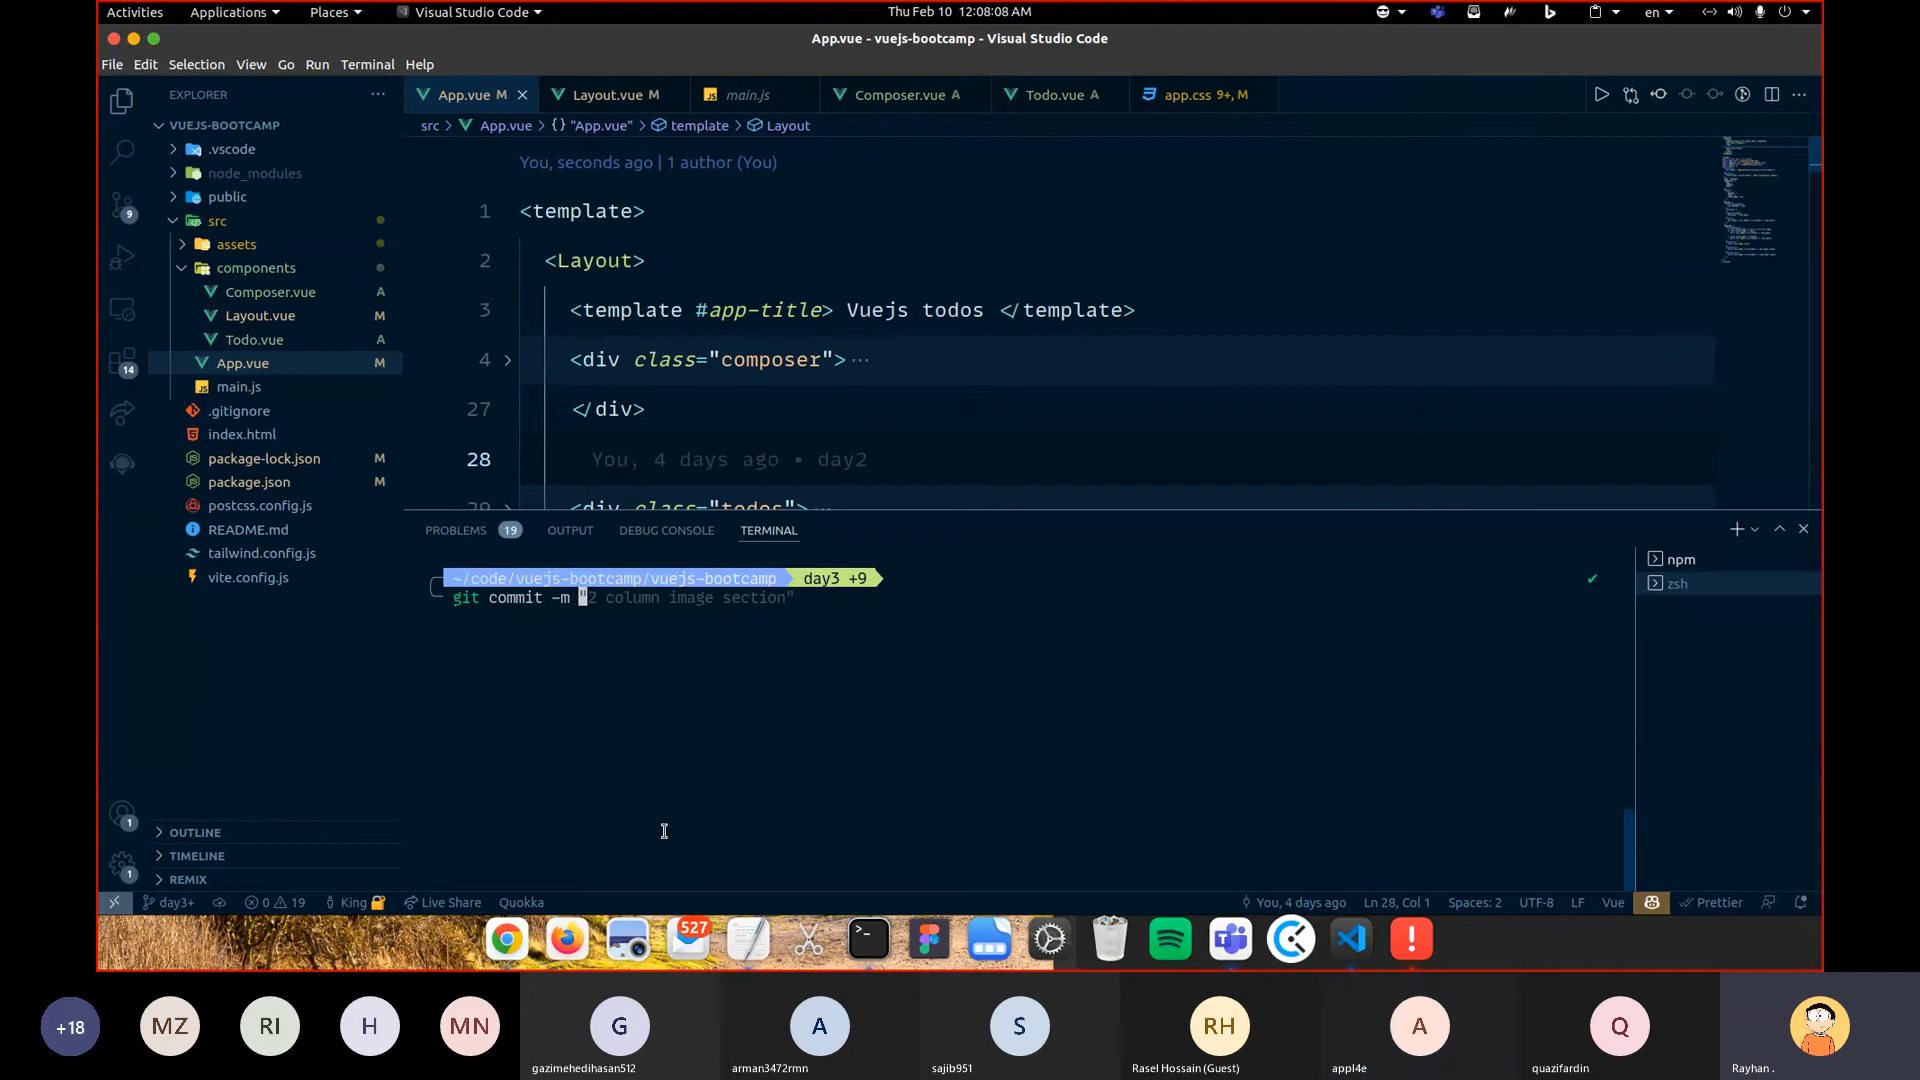 Activities Applications Places Visual Studio Code Thu Feb 10 12:08:08 AM en
App.vue - vuejs-bootcamp - Visual Studio Code
File Edit Selection View Go Run Terminal Help
EXPLORER
App.vue M Layout.vue M main.js Composer.vue A Todo.vue A app.css 9+, M
VUEJS-BOOTCAMP
src > App.vue > {} "App.vue" > template > Layout
.vscode
node_modules
public
src
assets
components
Composer.vue A
Layout.vue M
Todo.vue A
App.vue M
main.js
.gitignore
index.html
package-lock.json M
package.json M
postcss.config.js
README.md
tailwind.config.js
vite.config.js
OUTLINE
TIMELINE
REMIX
9
14
1
1
You, seconds ago | 1 author (You)
1 <template>
2 <Layout>
3 <template #app-title> Vuejs todos </template>
4 <div class="composer">···
27 </div>
28 You, 4 days ago • day2
29 <div class="todos">···
PROBLEMS 19 OUTPUT DEBUG CONSOLE TERMINAL
npm
zsh
~/code/vuejs-bootcamp/vuejs-bootcamp day3 +9
git commit -m "2 column image section"
day3+ 0 19 King Live Share Quokka You, 4 days ago Ln 28, Col 1 Spaces: 2 UTF-8 LF Vue Prettier
527
+18 MZ RI H MN G A S RH A Q
gazimehedihasan512 arman3472rmn sajib951 Rasel Hossain (Guest) appl4e quazifardin Rayhan .